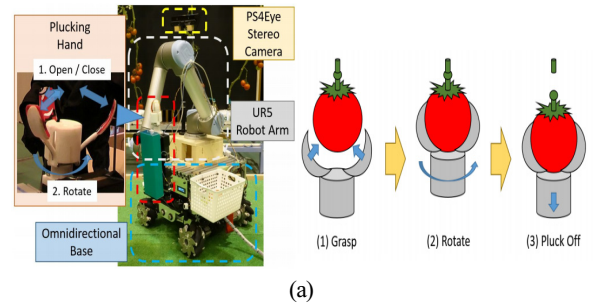 Plucking
Hand
1. Open / Close
2. Rotate
Omnidirectional
Base
PS4Eye
Stereo
Camera
UR5
Robot Arm
(1) Grasp
(2) Rotate
(3) Pluck Off
(a)